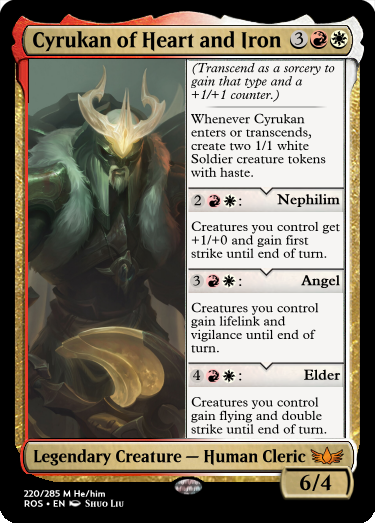 Cyrukan of Heart and Iron 3
(Transcend as a sorcery to
gain that type and a
+1/+1 counter.)
Whenever Cyrukan
enters or transcends,
create two 1/1 white
Soldier creature tokens
with haste.
2 : Nephilim
Creatures you control get
+1/+0 and gain first
strike until end of turn.
3 : Angel
Creatures you control
gain lifelink and
vigilance until end of
turn.
4 : Elder
Creatures you control
gain flying and double
strike until end of turn.
Legendary Creature — Human Cleric
6/4
220/285 M He/him
ROS • EN Shuo Liu